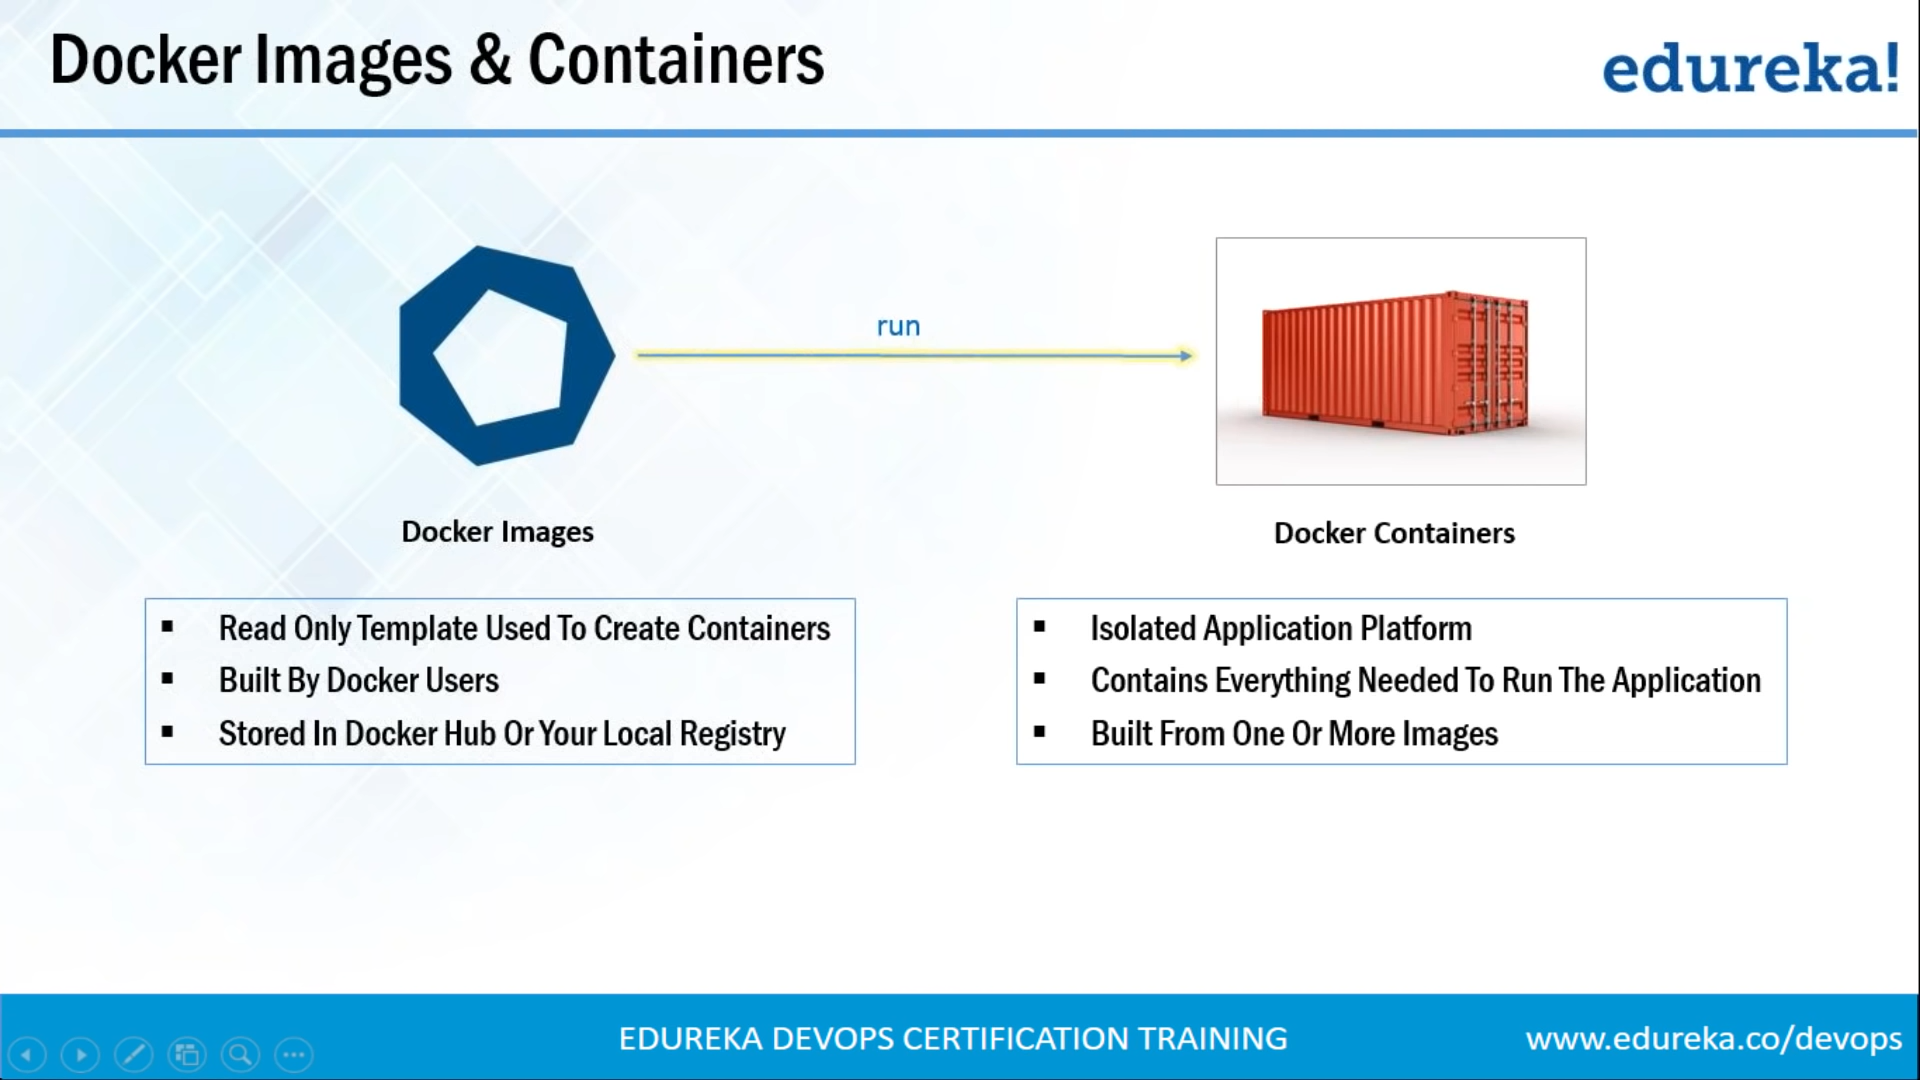 Docker Images & Containers
edureka!
run
Docker Images
Docker Containers
▪ Read Only Template Used To Create Containers
▪ Built By Docker Users
▪ Stored In Docker Hub Or Your Local Registry
▪ Isolated Application Platform
▪ Contains Everything Needed To Run The Application
▪ Built From One Or More Images
EDUREKA DEVOPS CERTIFICATION TRAINING
www.edureka.co/devops